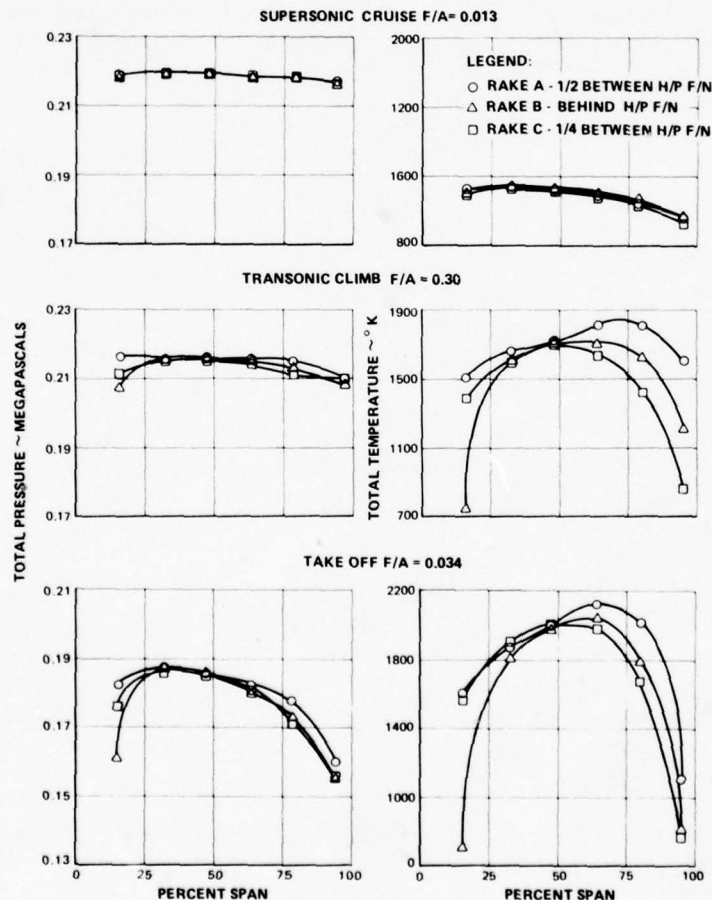 SUPERSONIC CRUISE F/A= 0.013
0.23
0.21
0.19
0.17
2000
1200
1600
800
LEGEND:
RAKE A - 1/2 BETWEEN H/P F/N
RAKE B - BEHIND H/P F/N
RAKE C - 1/4 BETWEEN H/P F/N
TRANSONIC CLIMB F/A = 0.30
TOTAL PRESSURE ~ MEGAPASCALS
0.23
0.21
0.19
0.17
TOTAL TEMPERATURE ~ °K
1900
1500
1100
700
TAKE OFF F/A = 0.034
0.21
0.19
0.17
0.15
0.13
0 25 50 75 100
PERCENT SPAN
2200
1800
1400
1000
0
0 25 50 75 100
PERCENT SPAN